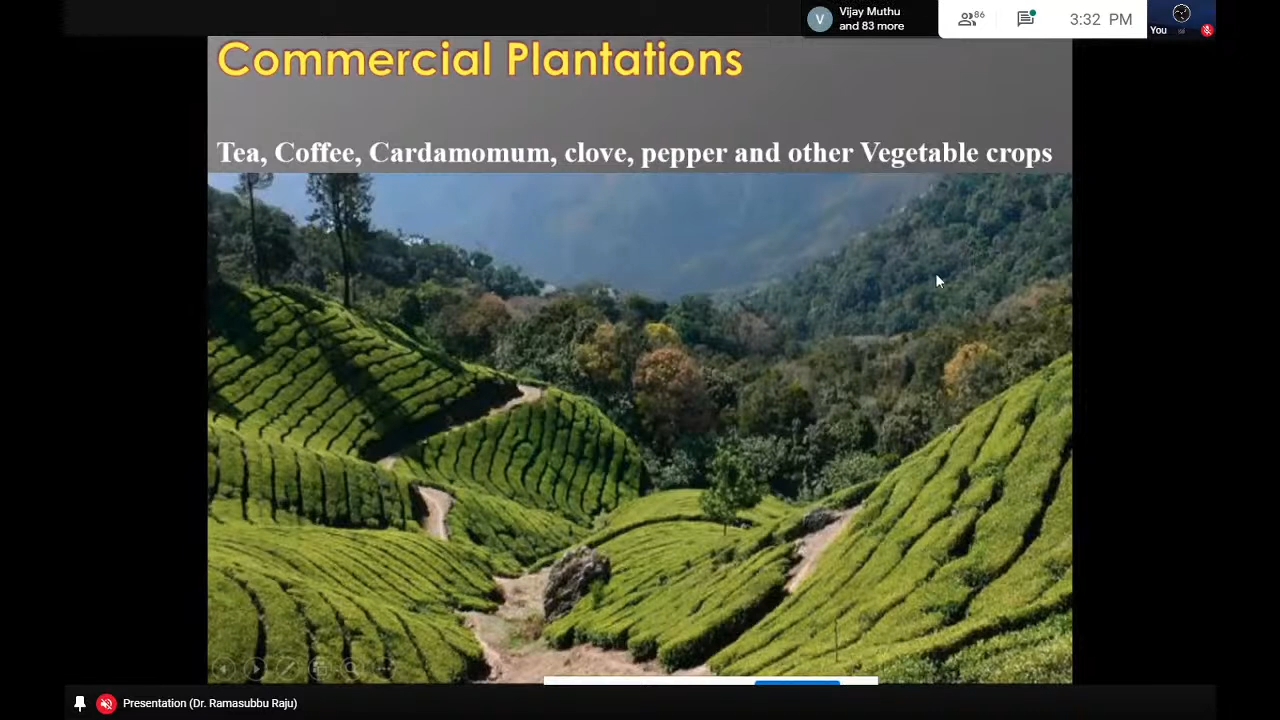 V
Vijay Muthu
and 83 more
86
3:32 PM
You
Commercial Plantations
Tea, Coffee, Cardamomum, clove, pepper and other Vegetable crops
Presentation (Dr. Ramasubbu Raju)